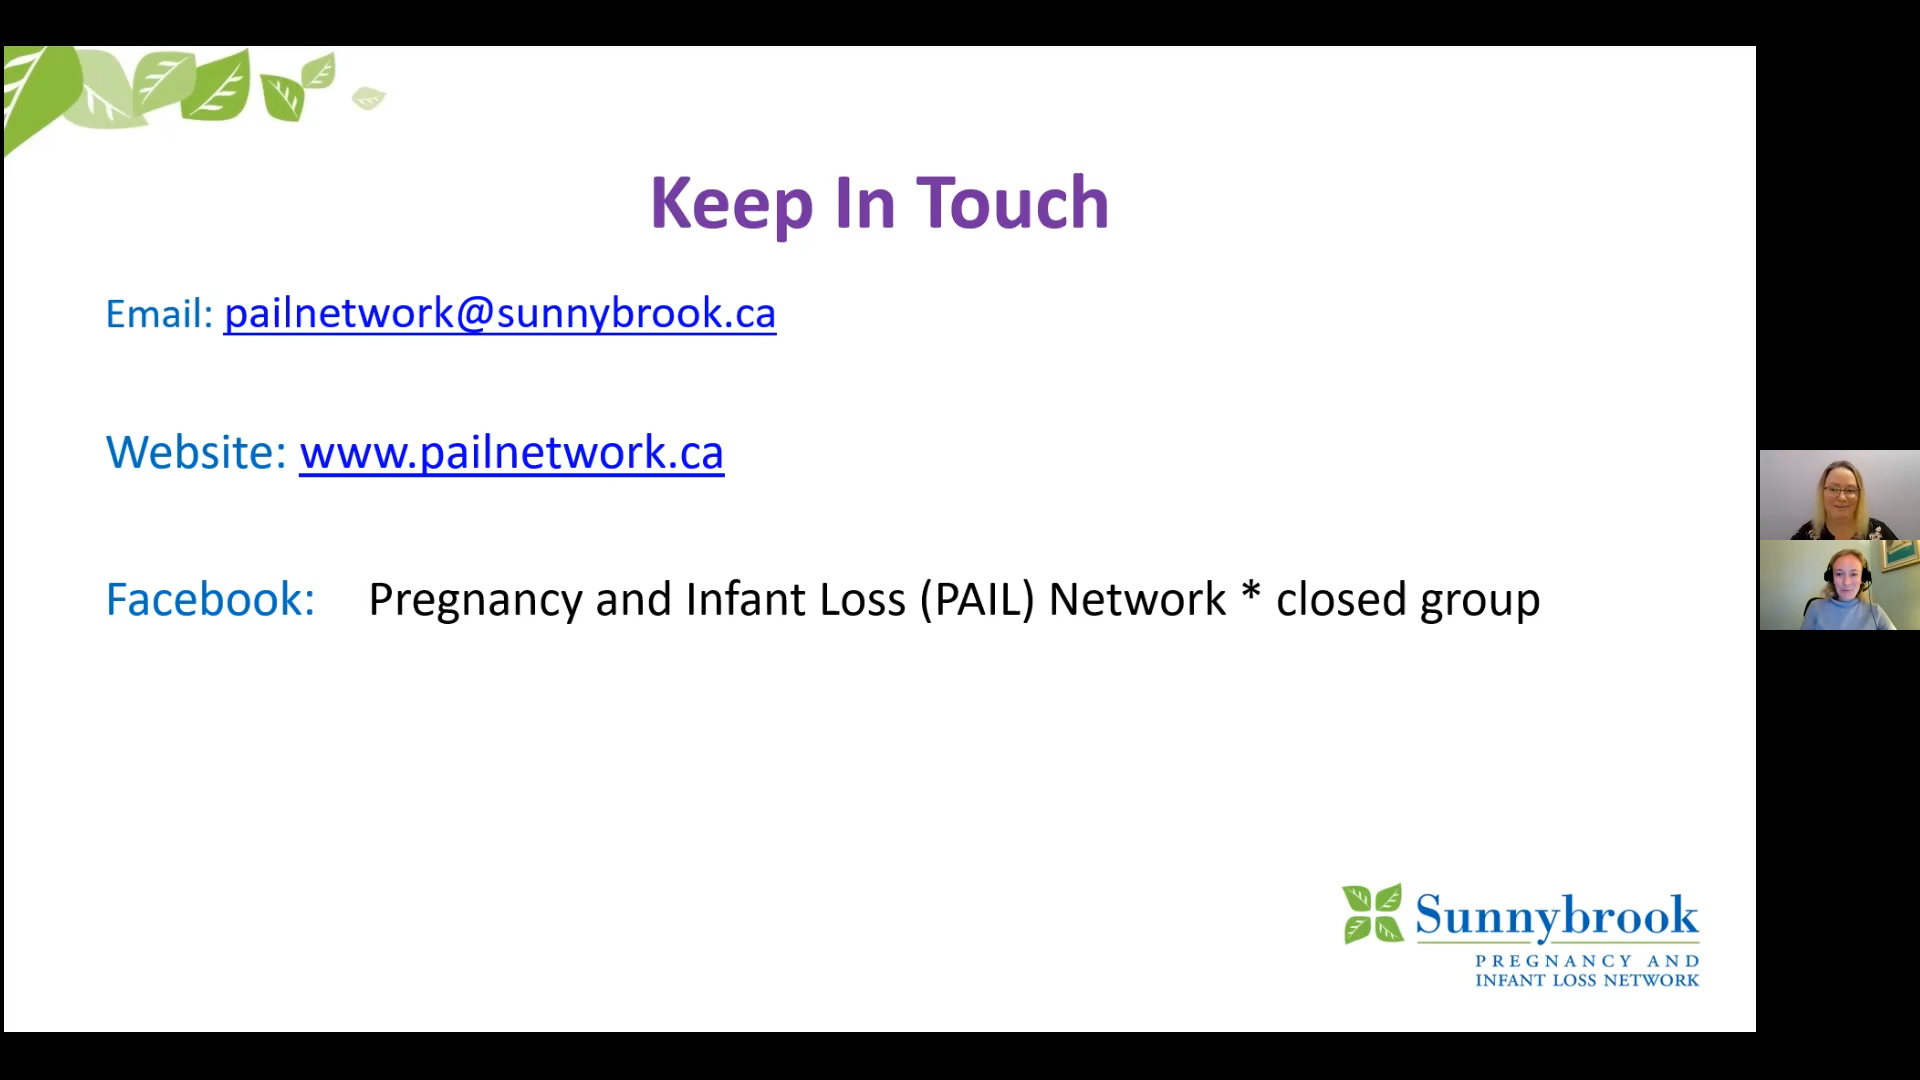 Keep In Touch
Email: pailnetwork@sunnybrook.ca
Website: www.pailnetwork.ca
Facebook: Pregnancy and Infant Loss (PAIL) Network * closed group
Sunnybrook
PREGNANCY AND
INFANT LOSS NETWORK